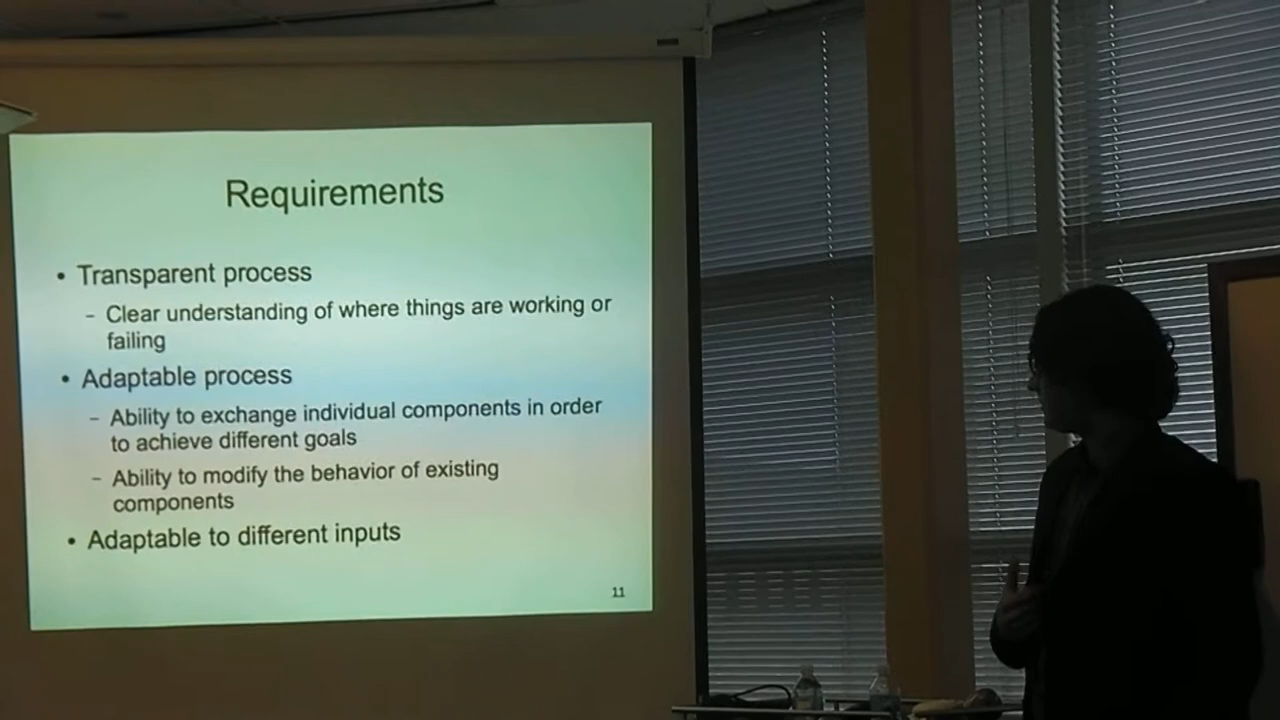 Requirements
• Transparent process
– Clear understanding of where things are working or
failing
• Adaptable process
– Ability to exchange individual components in order
to achieve different goals
– Ability to modify the behavior of existing
components
• Adaptable to different inputs
11